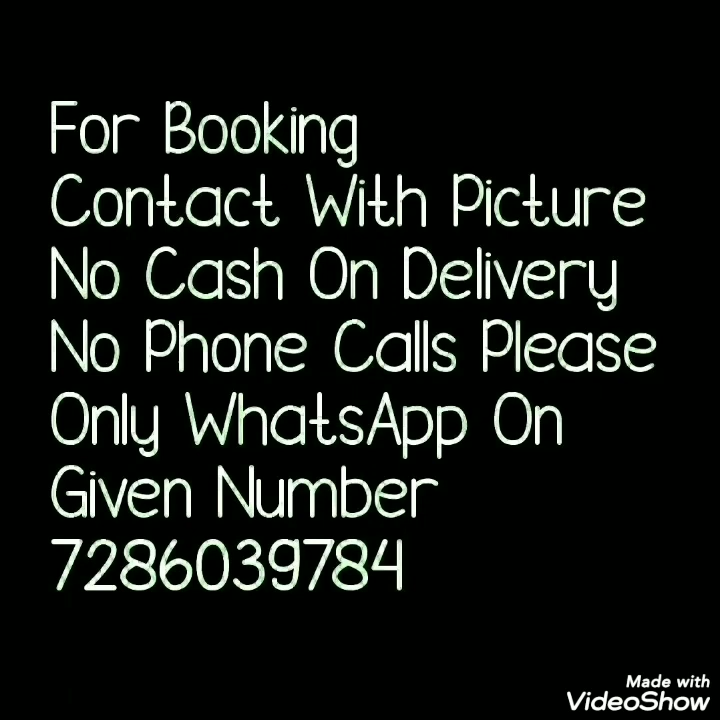 For Booking
Contact With Picture
No Cash On Delivery
No Phone Calls Please
Only WhatsApp On
Given Number
7286039784
Made with
VideoShow